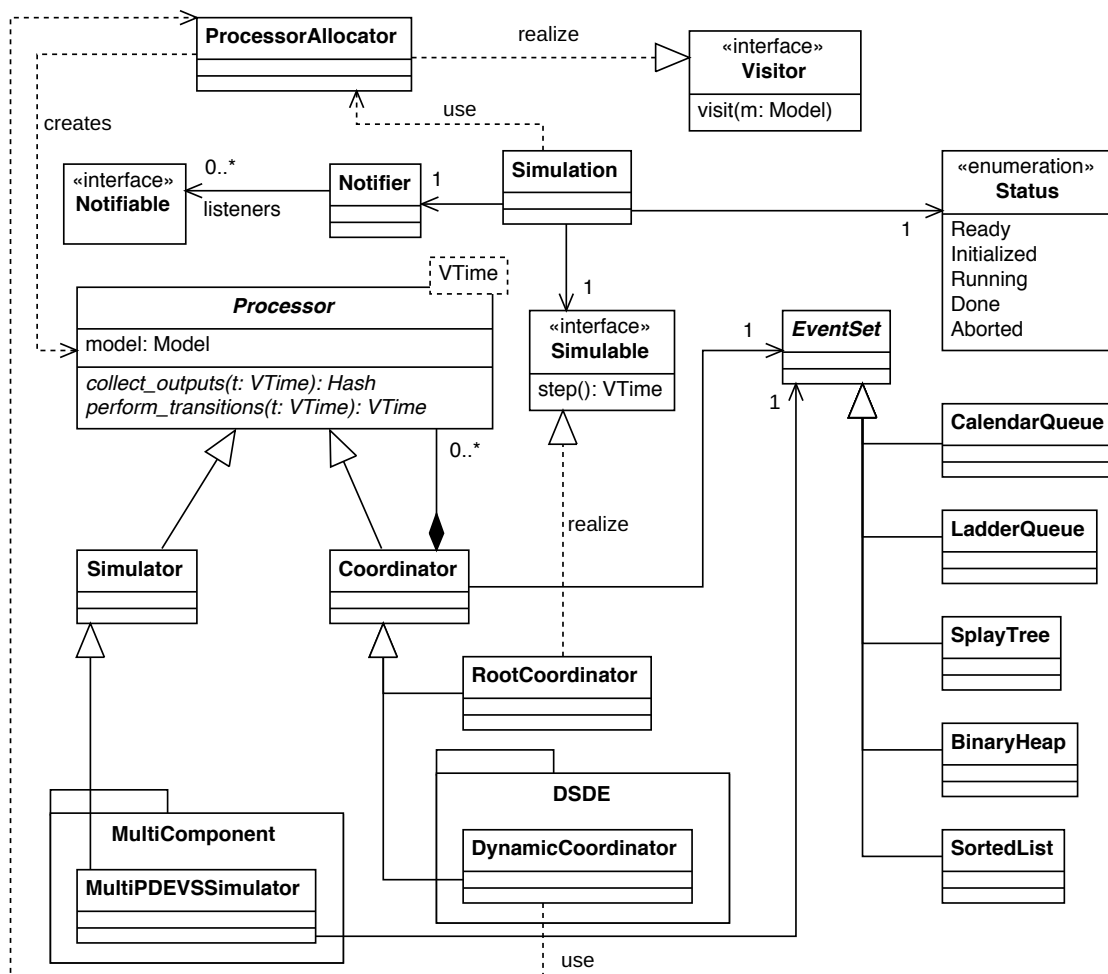 ProcessorAllocator
realize
«interface»
Visitor
visit(m: Model)
use
creates
«interface»
Notifiable
0..*
listeners
Notifier
1
Simulation
1
«enumeration»
Status
Ready
Initialized
Running
Done
Aborted
VTime
Processor
model: Model
collect_outputs(t: VTime): Hash
perform_transitions(t: VTime): VTime
1
«interface»
Simulable
step(): VTime
1
EventSet
1
0..*
CalendarQueue
LadderQueue
realize
Simulator
Coordinator
SplayTree
RootCoordinator
BinaryHeap
DSDE
MultiComponent
DynamicCoordinator
SortedList
MultiPDEVSSimulator
use